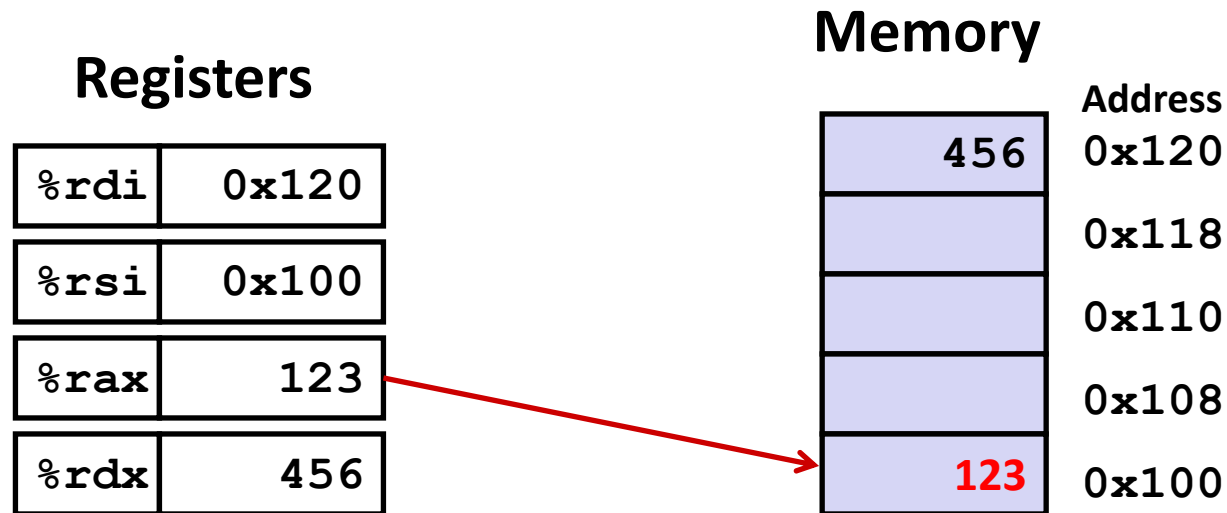 Registers
%rdi 0x120
%rsi 0x100
%rax 123
%rdx 456
Memory
Address
456 0x120
0x118
0x110
0x108
123 0x100